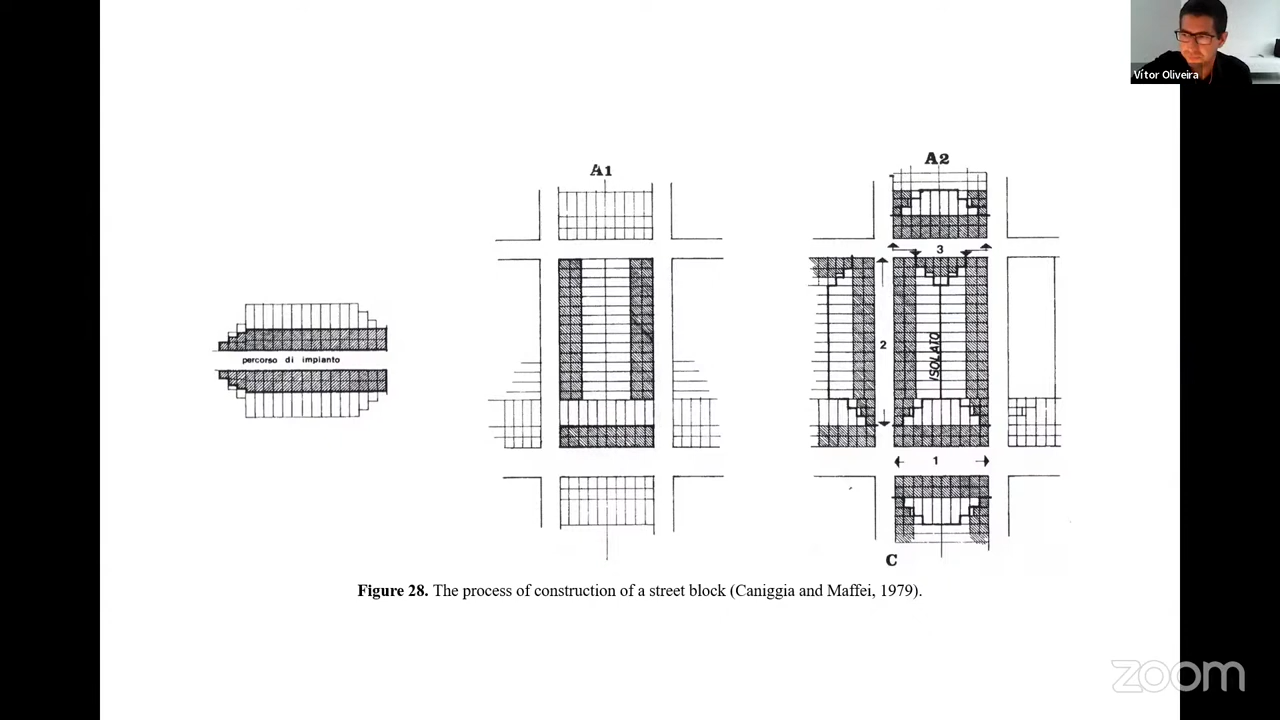 Vítor Oliveira
A1
A2
percorso di impianto
3
2
ISOLATO
1
C
Figure 28. The process of construction of a street block (Caniggia and Maffei, 1979).
zoom